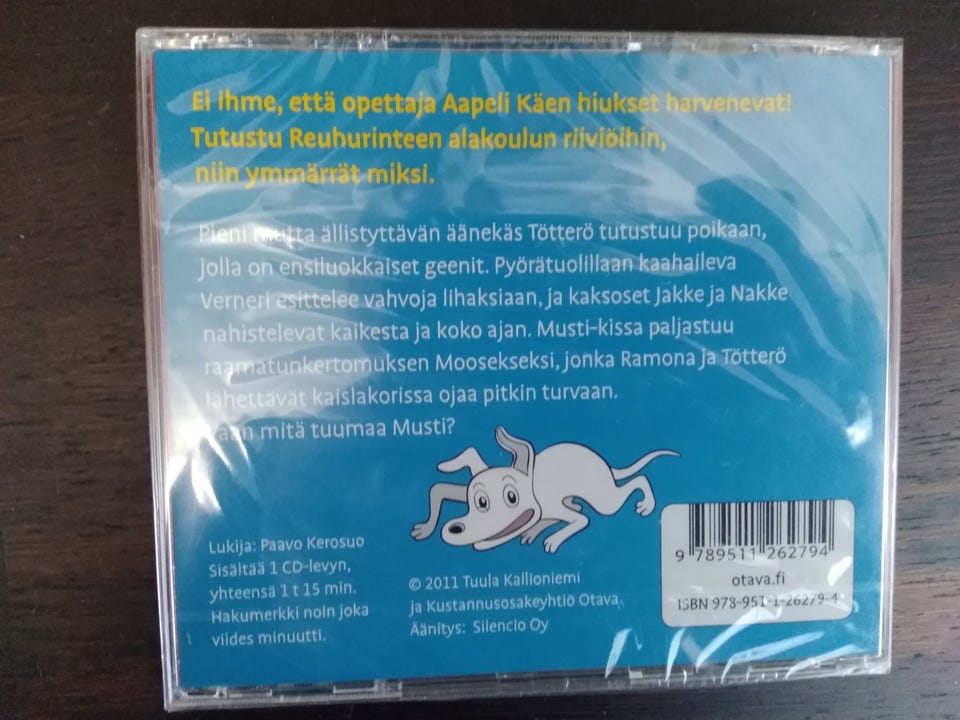 Ei ihme, että opettaja Aapeli Käen hiukset harvenevat!
Tutustu Reuhurinteen alakoulun riiviöihin,
niin ymmärrät miksi.
Pieni mutta ällistyttävän äänekäs Tötterö tutustuu poikaan,
jolla on ensiluokkaiset geenit. Pyörätuolillaan kaahaileva
Verneri esittelee vahvoja lihaksiaan, ja kaksoset Jakke ja Nakke
nahistelevat kaikesta ja koko ajan. Musti-kissa paljastuu
raamatunkertomuksen Moosekseksi, jonka Ramona ja Tötterö
lähettävät kaislakorissa ojaa pitkin turvaan.
Vaan mitä tuumaa Musti?
Lukija: Paavo Kerosuo
Sisältää 1 CD-levyn,
yhteensä 1 t 15 min.
Hakumerkki noin joka
viides minuutti.
© 2011 Tuula Kallioniemi
ja Kustannusosakeyhtiö Otava
Äänitys: Silencio Oy
9 789511 262794
otava.fi
ISBN 978-951-1-26279-4